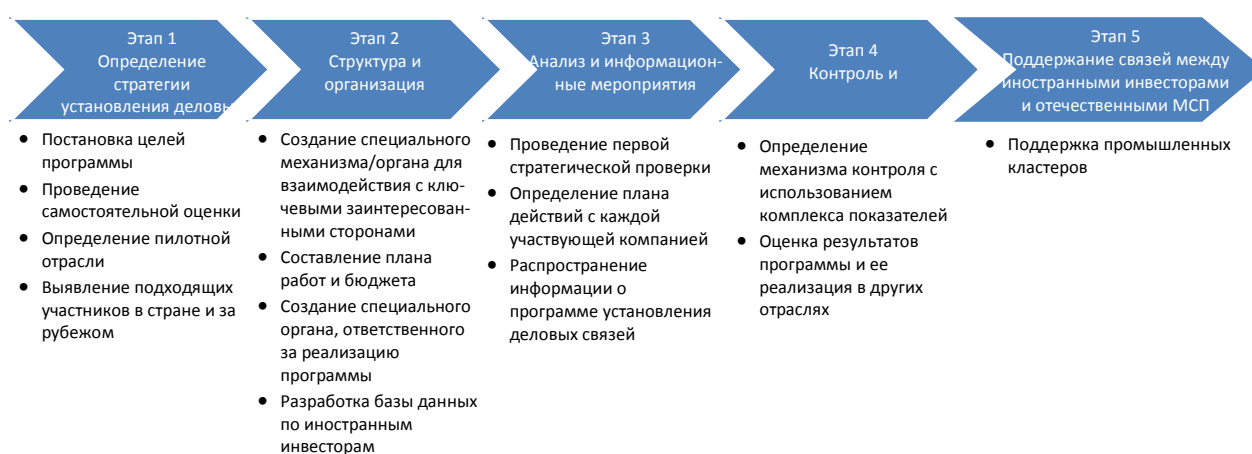 Этап 1
Определение
стратегии
установления деловы
Этап 2
Структура и
организация
Этап 3
Анализ и информацион-
ные мероприятия
Этап 4
Контроль и
Этап 5
Поддержание связей между
иностранными инвесторами
и отечественными МСП
• Постановка целей
программы
• Проведение
самостоятельной оценки
• Определение пилотной
отрасли
• Выявление подходящих
участников в стране и за
рубежом
• Создание специального
механизма/органа для
взаимодействия с клю-
чевыми заинтересован-
ными сторонами
• Составление плана
работ и бюджета
• Создание специального
органа, ответственного
за реализацию
программы
• Разработка базы данных
по иностранным
инвесторам
• Проведение первой
стратегической проверки
• Определение плана
действий с каждой
участвующей компанией
• Распространение
информации о
программе установления
деловых связей
• Определение
механизма контроля с
использованием
комплекса показателей
• Оценка результатов
программы и ее
реализация в других
отраслях
• Поддержка промышленных
кластеров